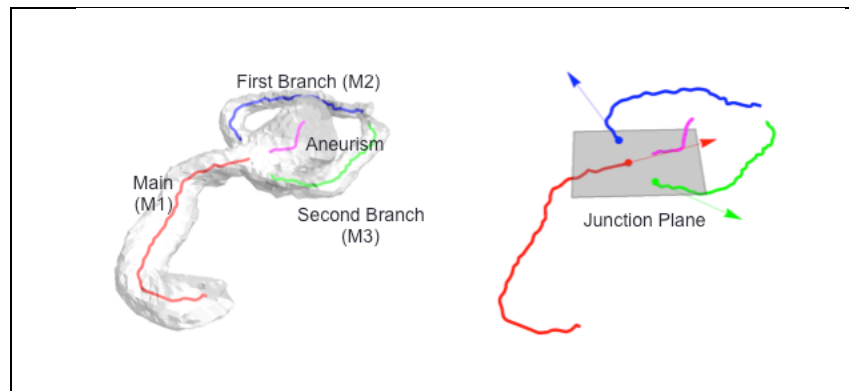 First Branch (M2)
Aneurism
Main
(M1)
Second Branch
(M3)
Junction Plane